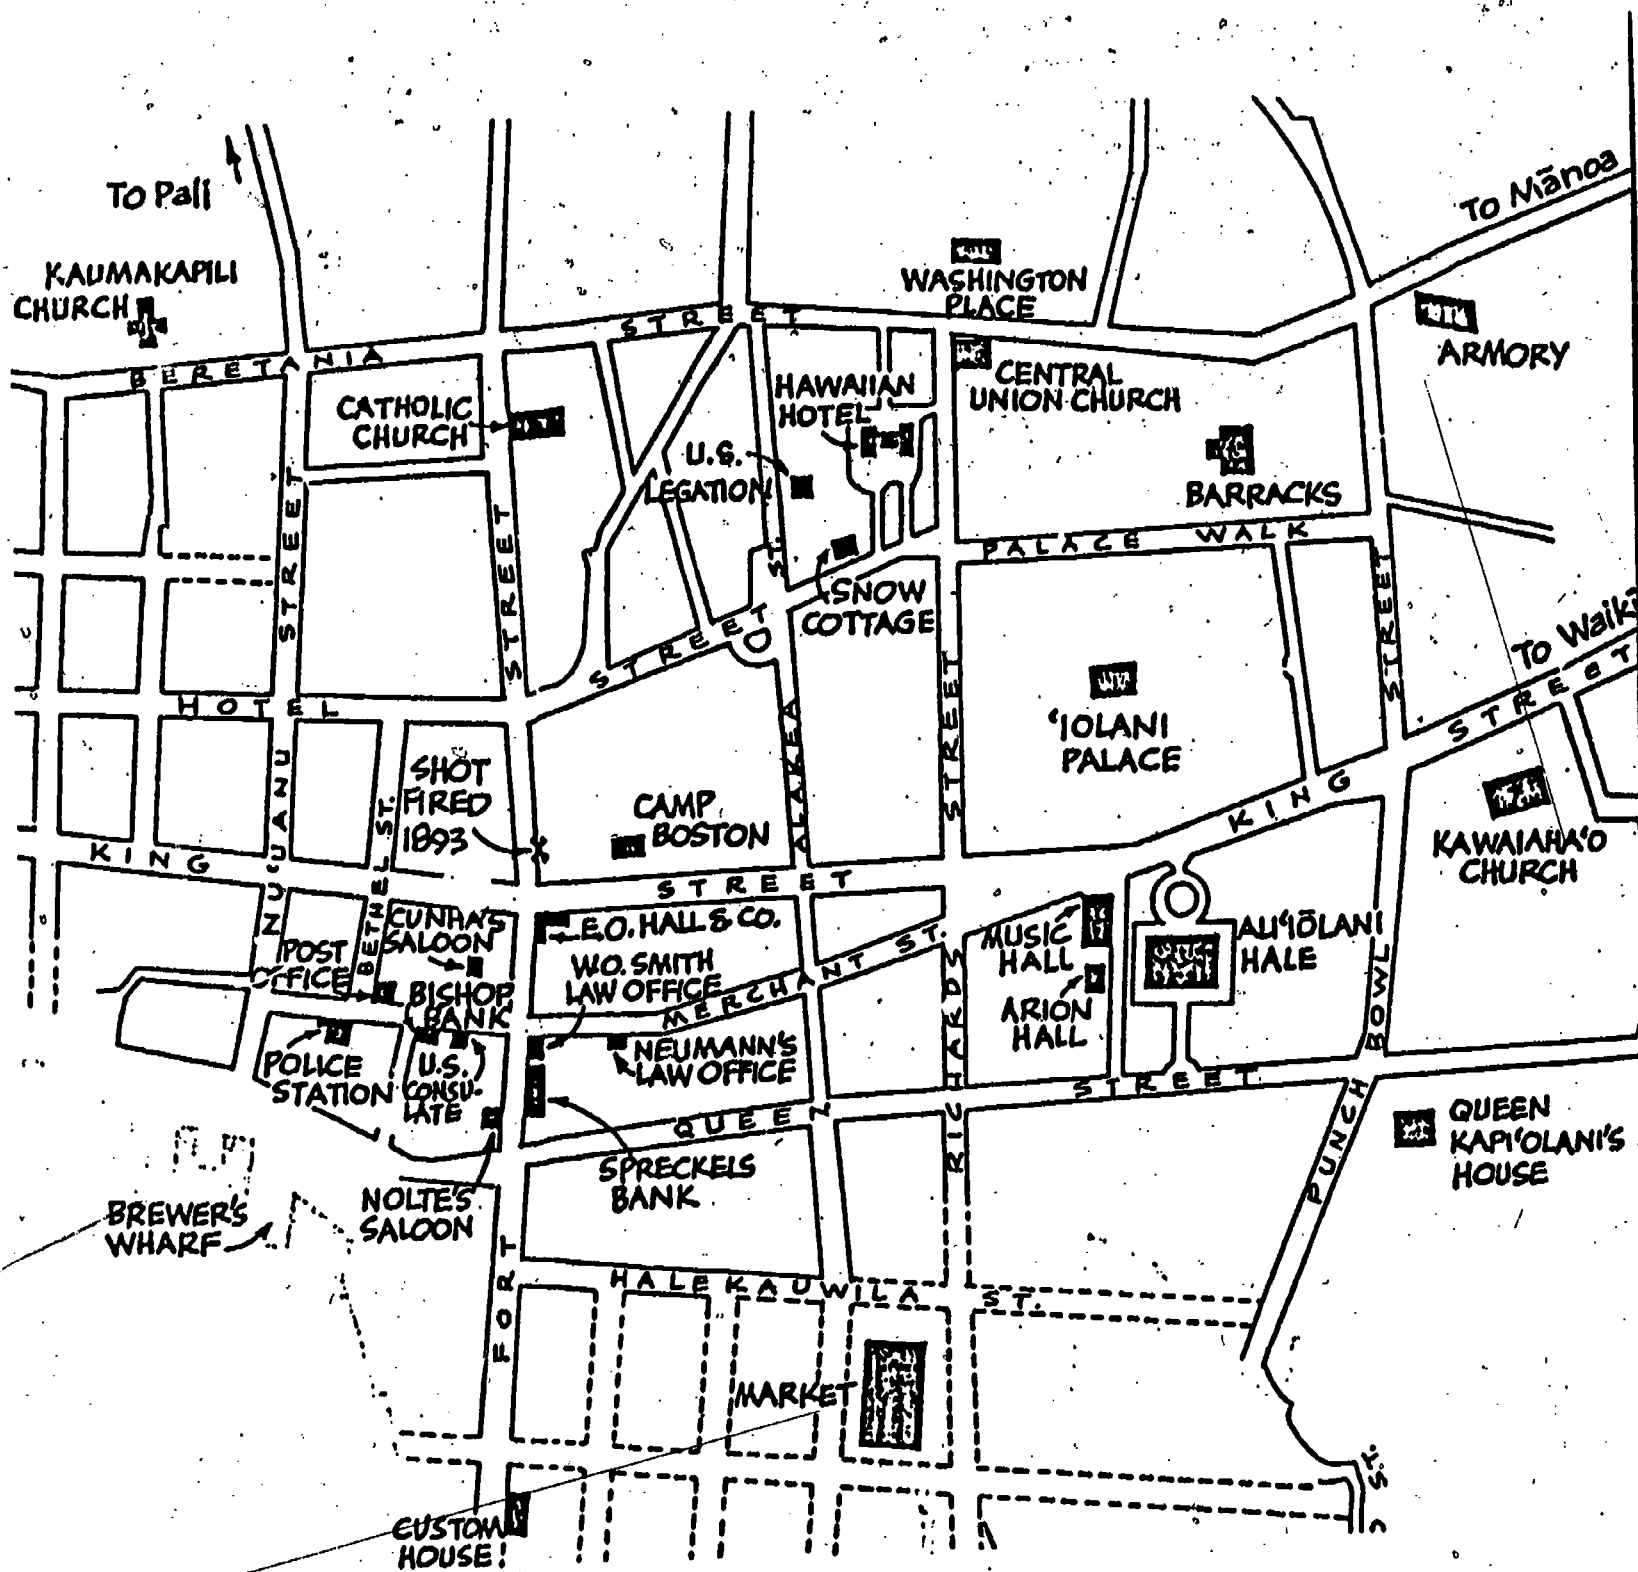 To Pali
To Mānoa
KAUMAKAPILI
CHURCH
WASHINGTON
PLACE
STREET
BERETANIA
ARMORY
CENTRAL
UNION CHURCH
HAWAIIAN
HOTEL
CATHOLIC
CHURCH
U.S.
LEGATION
BARRACKS
PALACE WALK
STREET
STREET
ST.
STREET
SNOW
COTTAGE
STREET
To Waikī
STREET
'IOLANI
PALACE
STREET
HOTEL
ALAKEA
SHOT
FIRED
1893
CAMP
BOSTON
KING
KAWAIAHA'O
CHURCH
NUUANU
BETHEL ST.
KING
STREET
CUNHA'S
SALOON
E.O. HALL & CO.
POST
OFFICE
W.O. SMITH
LAW OFFICE
MERCHANT ST.
MUSIC
HALL
ALI'IŌLANI
HALE
BISHOP
BANK
ARION
HALL
RICHARDS
PUNCH BOWL
POLICE
STATION
U.S.
CONSU-
LATE
NEUMANN'S
LAW OFFICE
STREET
QUEEN
QUEEN
KAPI'OLANI'S
HOUSE
SPRECKELS
BANK
NOLTE'S
SALOON
BREWER'S
WHARF
FORT
HALEKAUWILA ST.
MARKET
CUSTOM
HOUSE